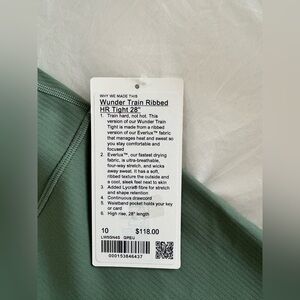 WHY WE MADE THIS
Wunder Train Ribbed
HR Tight 28"
1. Train hard, not hot. This
version of our Wunder Train
Tight is made from a ribbed
version of our Everlux™ fabric
that manages heat and sweat so
you stay comfortable and
focused
2. Everlux™, our fastest drying
fabric, is ultra-breathable,
four-way stretch, and wicks
away sweat. It has a soft,
ribbed texture the outside and
a cool, sleek feel next to skin
3. Added Lycra® fibre for stretch
and shape retention
4. Continuous drawcord
5. Waistband pocket holds your key
or card
6. High rise, 28" length
10 $118.00
LW5GN4S GREU
000153846437